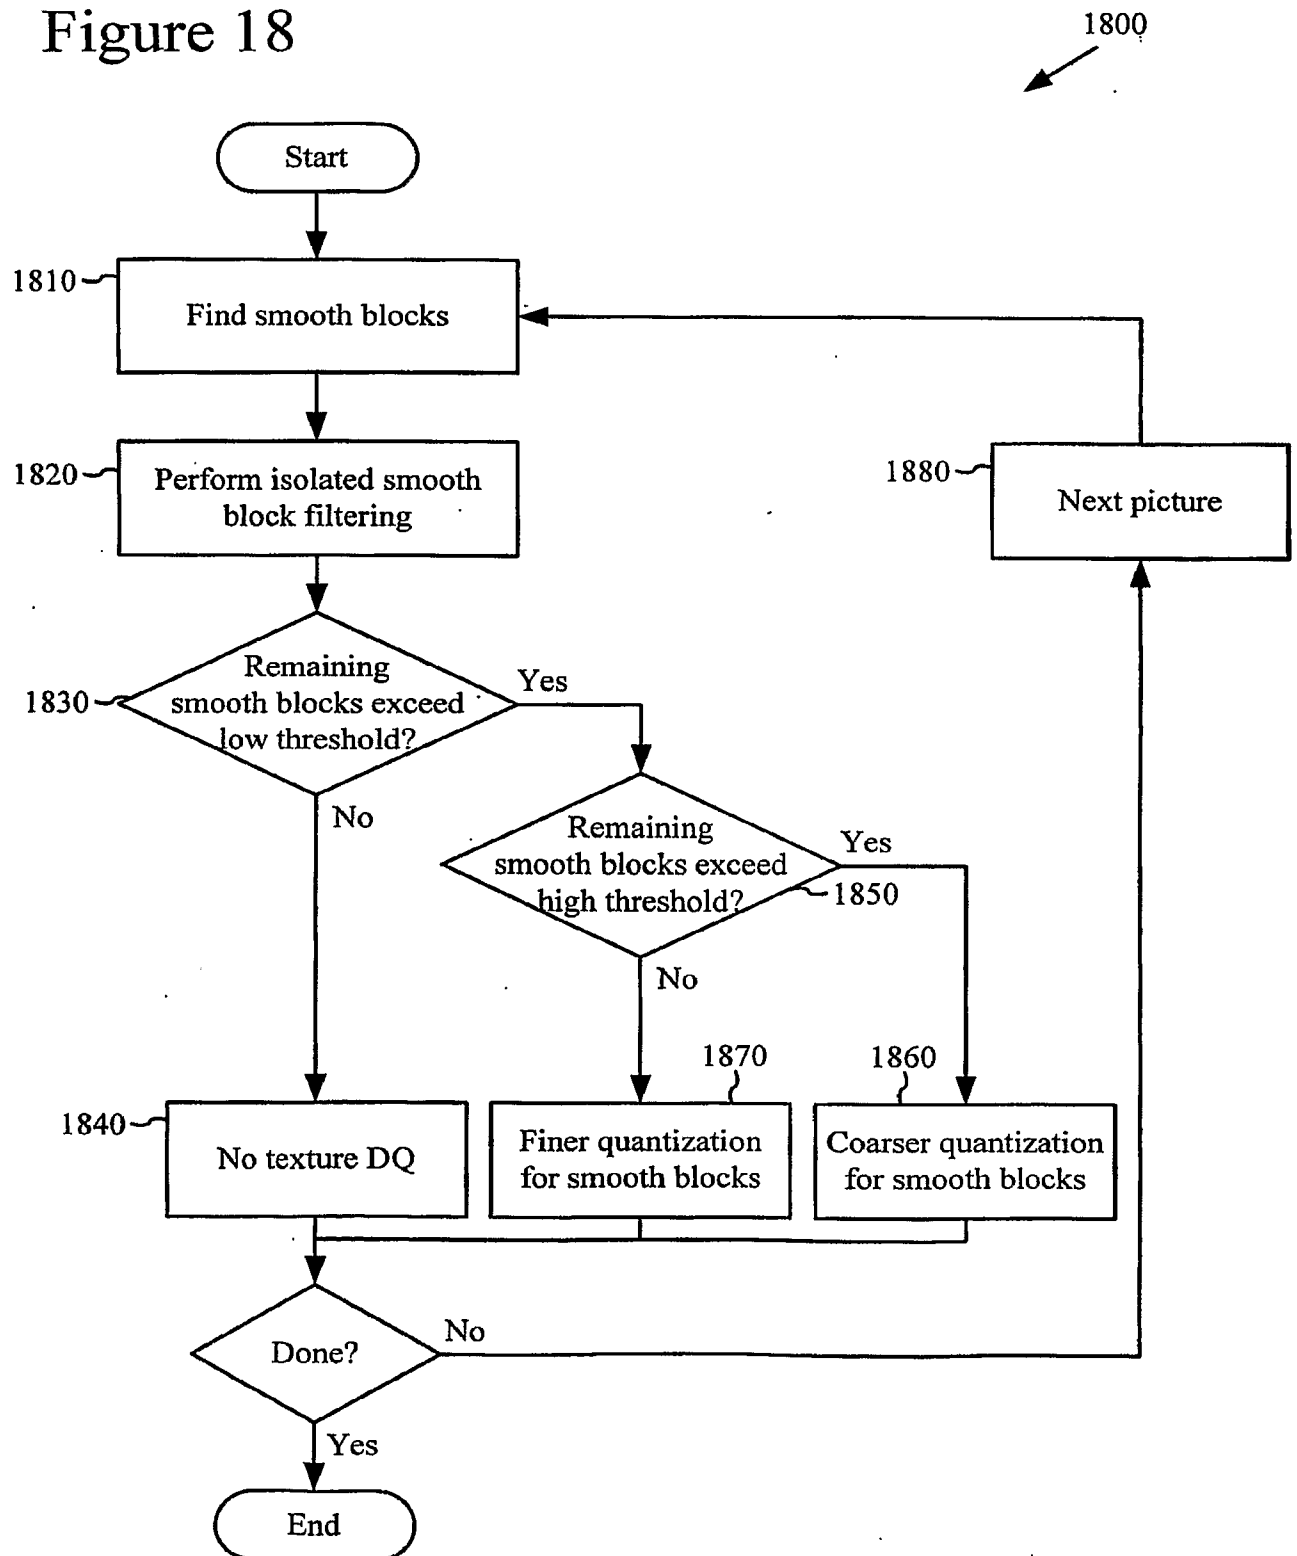 Figure 18
1800
Start
1810
Find smooth blocks
1820
Perform isolated smooth
block filtering
1880
Next picture
1830
Remaining
smooth blocks exceed
low threshold?
Yes
No
Remaining
smooth blocks exceed
high threshold?
Yes
1850
No
1870
1860
1840
No texture DQ
Finer quantization
for smooth blocks
Coarser quantization
for smooth blocks
Done?
No
Yes
End